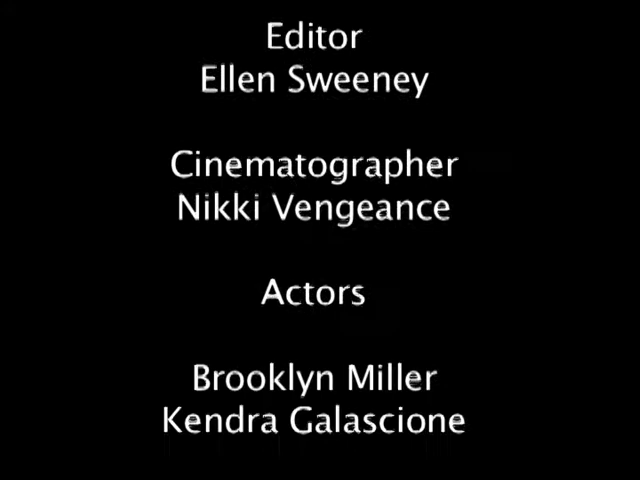 Editor
Ellen Sweeney
Cinematographer
Nikki Vengeance
Actors
Brooklyn Miller
Kendra Galascione